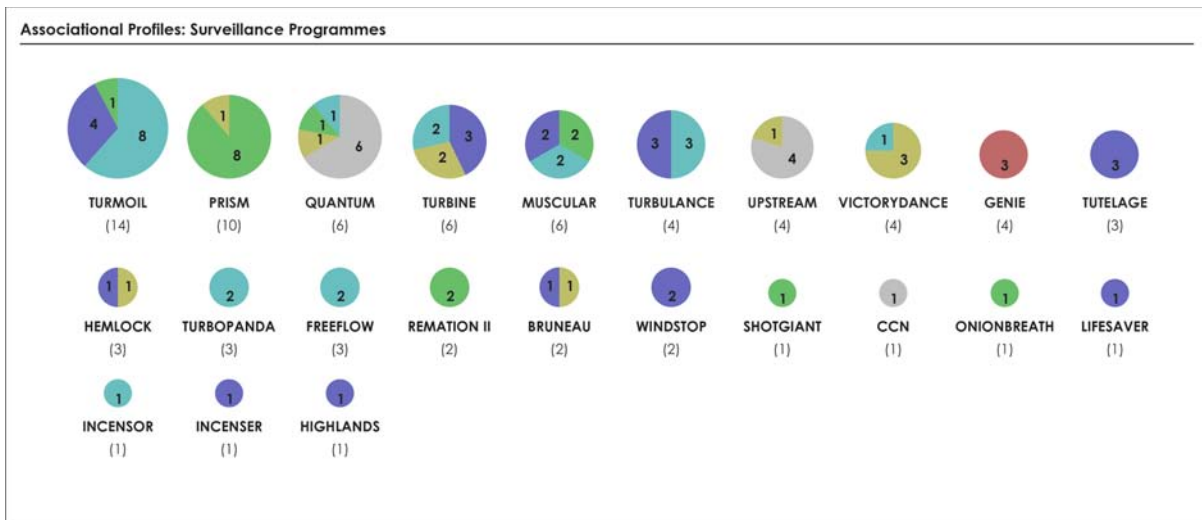 Associational Profiles: Surveillance Programmes
1 4 8
1 8
1 1 1 6
2 3 2
2 2 2
3 3
1 4
1 3
3
3
TURMOIL PRISM QUANTUM TURBINE MUSCULAR TURBULANCE UPSTREAM VICTORYDANCE GENIE TUTELAGE
(14) (10) (6) (6) (6) (4) (4) (4) (4) (3)
1 1 2 2 2 1 1 2 1 1 1 1
HEMLOCK TURBOPANDA FREEFLOW REMATION II BRUNEAU WINDSTOP SHOTGIANT CCN ONIONBREATH LIFESAVER
(3) (3) (3) (2) (2) (2) (1) (1) (1) (1)
1 1 1
INCENSOR INCENSER HIGHLANDS
(1) (1) (1)